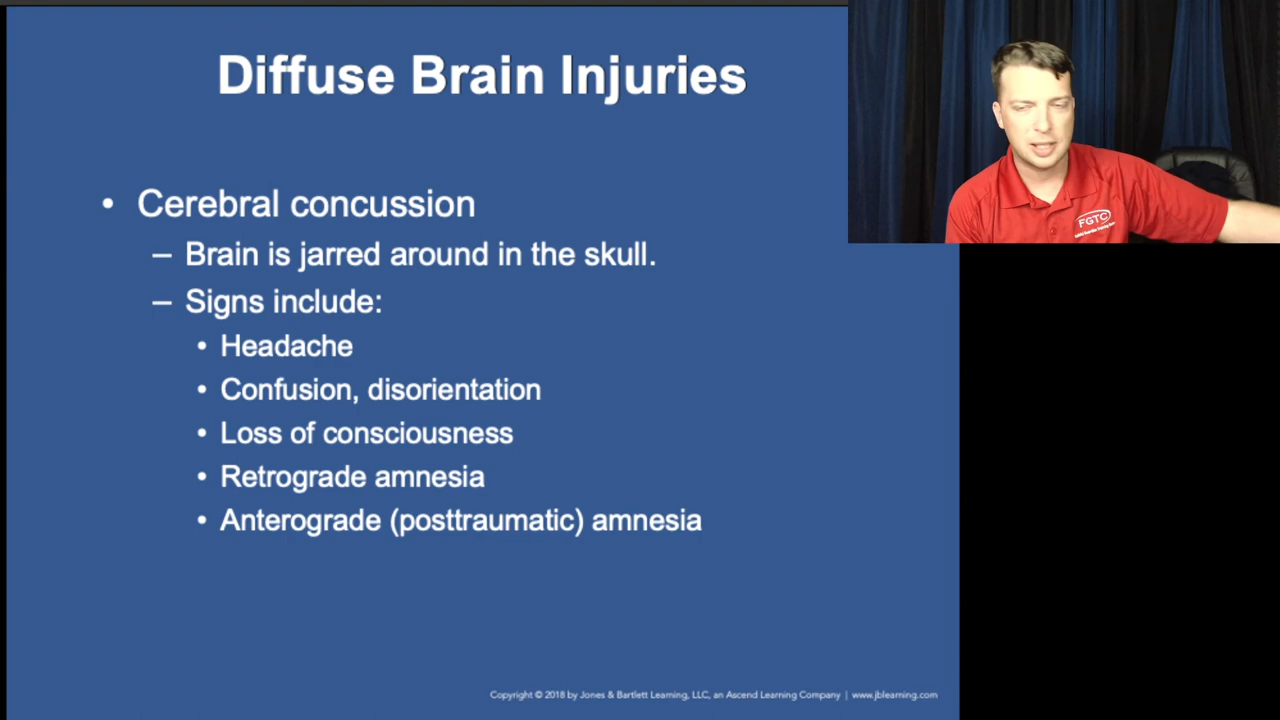 Diffuse Brain Injuries
• Cerebral concussion
– Brain is jarred around in the skull.
– Signs include:
• Headache
• Confusion, disorientation
• Loss of consciousness
• Retrograde amnesia
• Anterograde (posttraumatic) amnesia
Copyright © 2018 by Jones & Bartlett Learning, LLC, an Ascend Learning Company | www.jblearning.com
FGTC